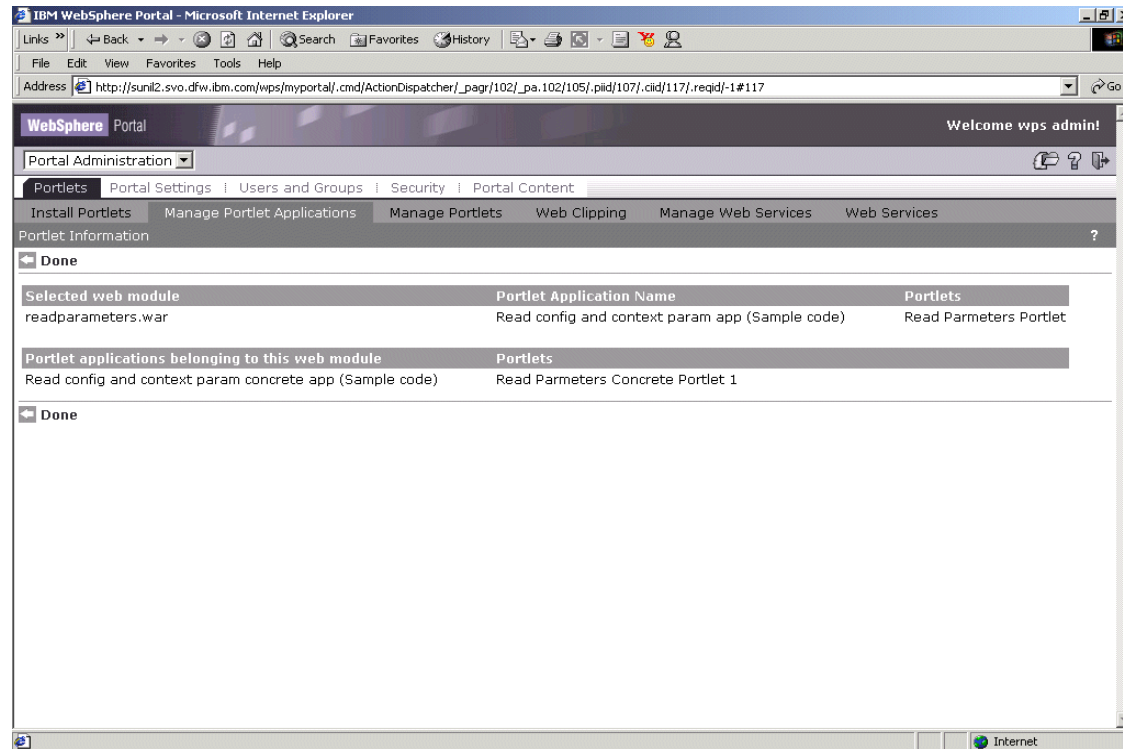 IBM WebSphere Portal - Microsoft Internet Explorer
Links » Back Search Favorites History
File Edit View Favorites Tools Help
Address http://sunil2.svo.dfw.ibm.com/wps/myportal/.cmd/ActionDispatcher/_pagr/102/_pa.102/105/.piid/107/.ciid/117/.reqid/-1#117 Go
WebSphere Portal Welcome wps admin!
Portal Administration ?
Portlets Portal Settings | Users and Groups | Security | Portal Content
Install Portlets Manage Portlet Applications Manage Portlets Web Clipping Manage Web Services Web Services
Portlet Information ?
Done
Selected web module Portlet Application Name Portlets
readparameters.war Read config and context param app (Sample code) Read Parmeters Portlet
Portlet applications belonging to this web module Portlets
Read config and context param concrete app (Sample code) Read Parmeters Concrete Portlet 1
Done
Internet